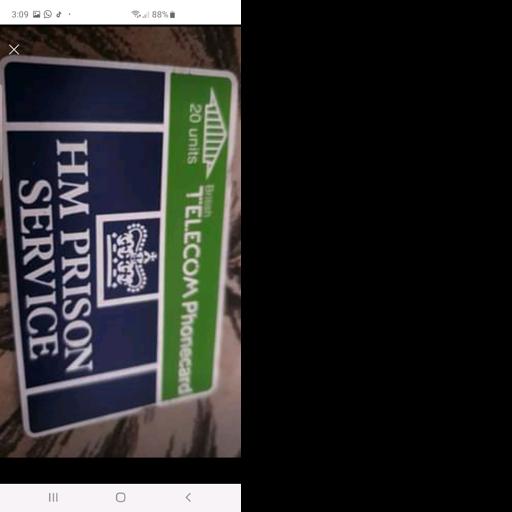 3:09
88%
20 units
British
TELECOM Phonecard
HM PRISON
SERVICE